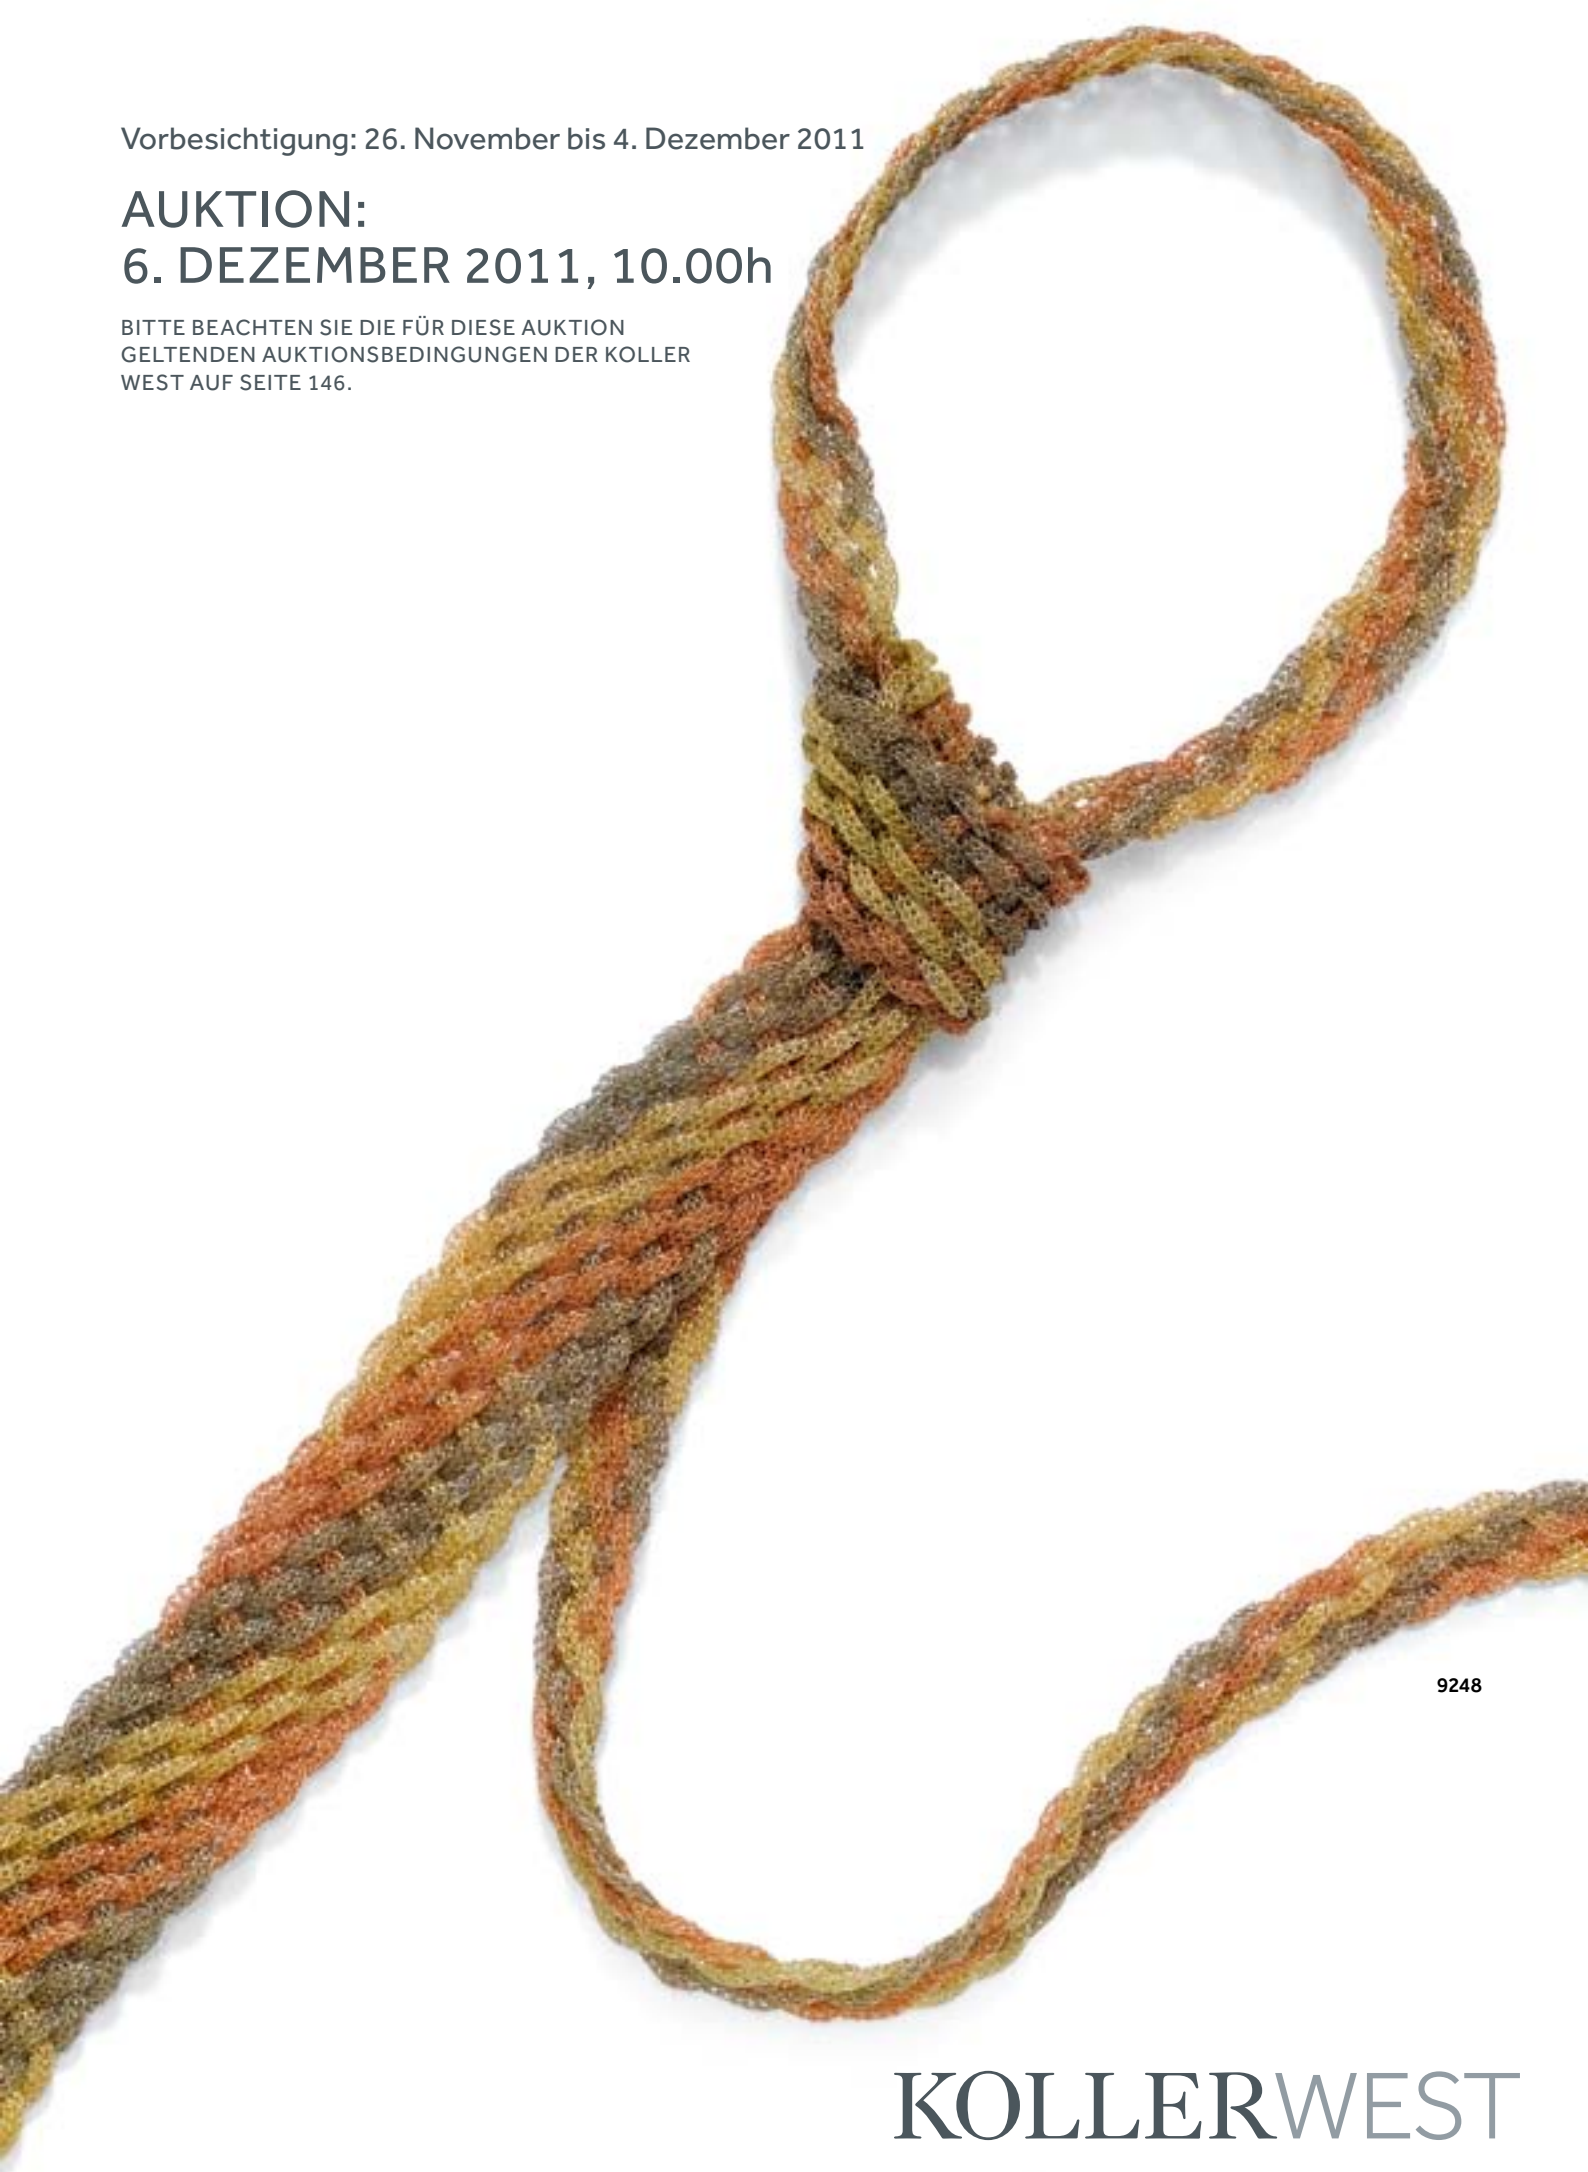 Vorbesichtigung: 26. November bis 4. Dezember 2011
AUKTION:
6. DEZEMBER 2011, 10.00h
BITTE BEACHTEN SIE DIE FÜR DIESE AUKTION
GELTENDEN AUKTIONSBEDINGUNGEN DER KOLLER
WEST AUF SEITE 146.
9248
KOLLERWEST